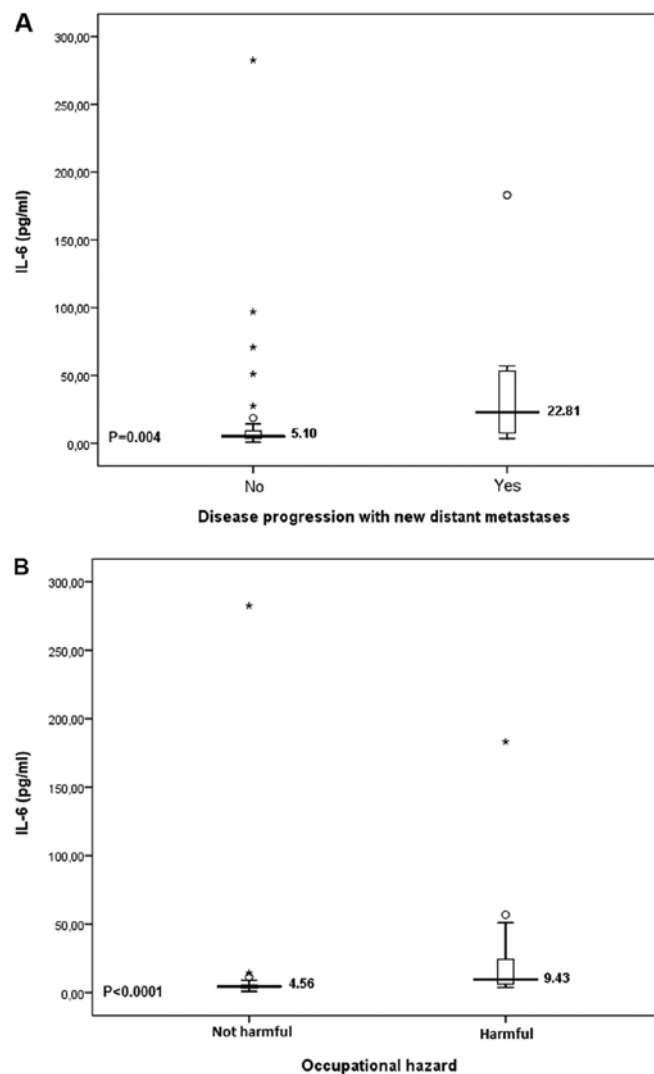 A
300,00
250,00
200,00
150,00
100,00
50,00
0,00
IL-6 (pg/ml)
P=0.004
5.10
22.81
No
Yes
Disease progression with new distant metastases
B
300,00
250,00
200,00
150,00
100,00
50,00
0,00
IL-6 (pg/ml)
P<0.0001
4.56
9.43
Not harmful
Harmful
Occupational hazard